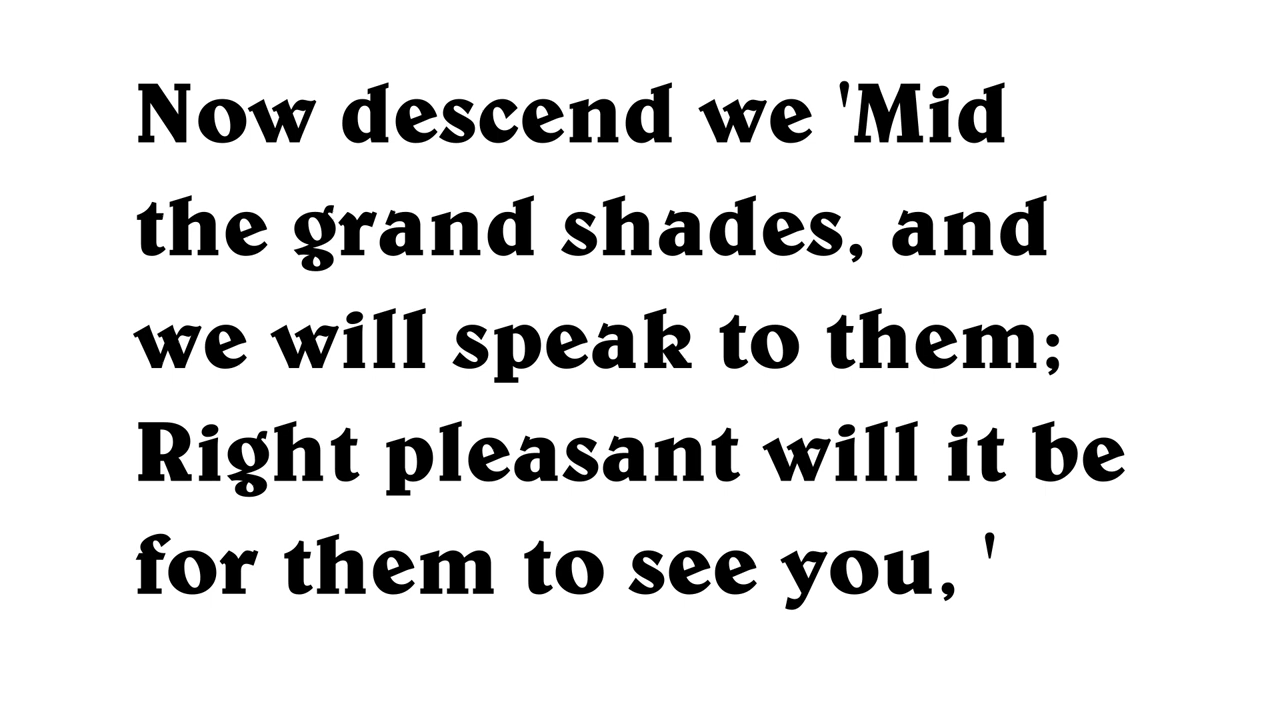 Now descend we 'Mid
the grand shades, and
we will speak to them;
Right pleasant will it be
for them to see you, '